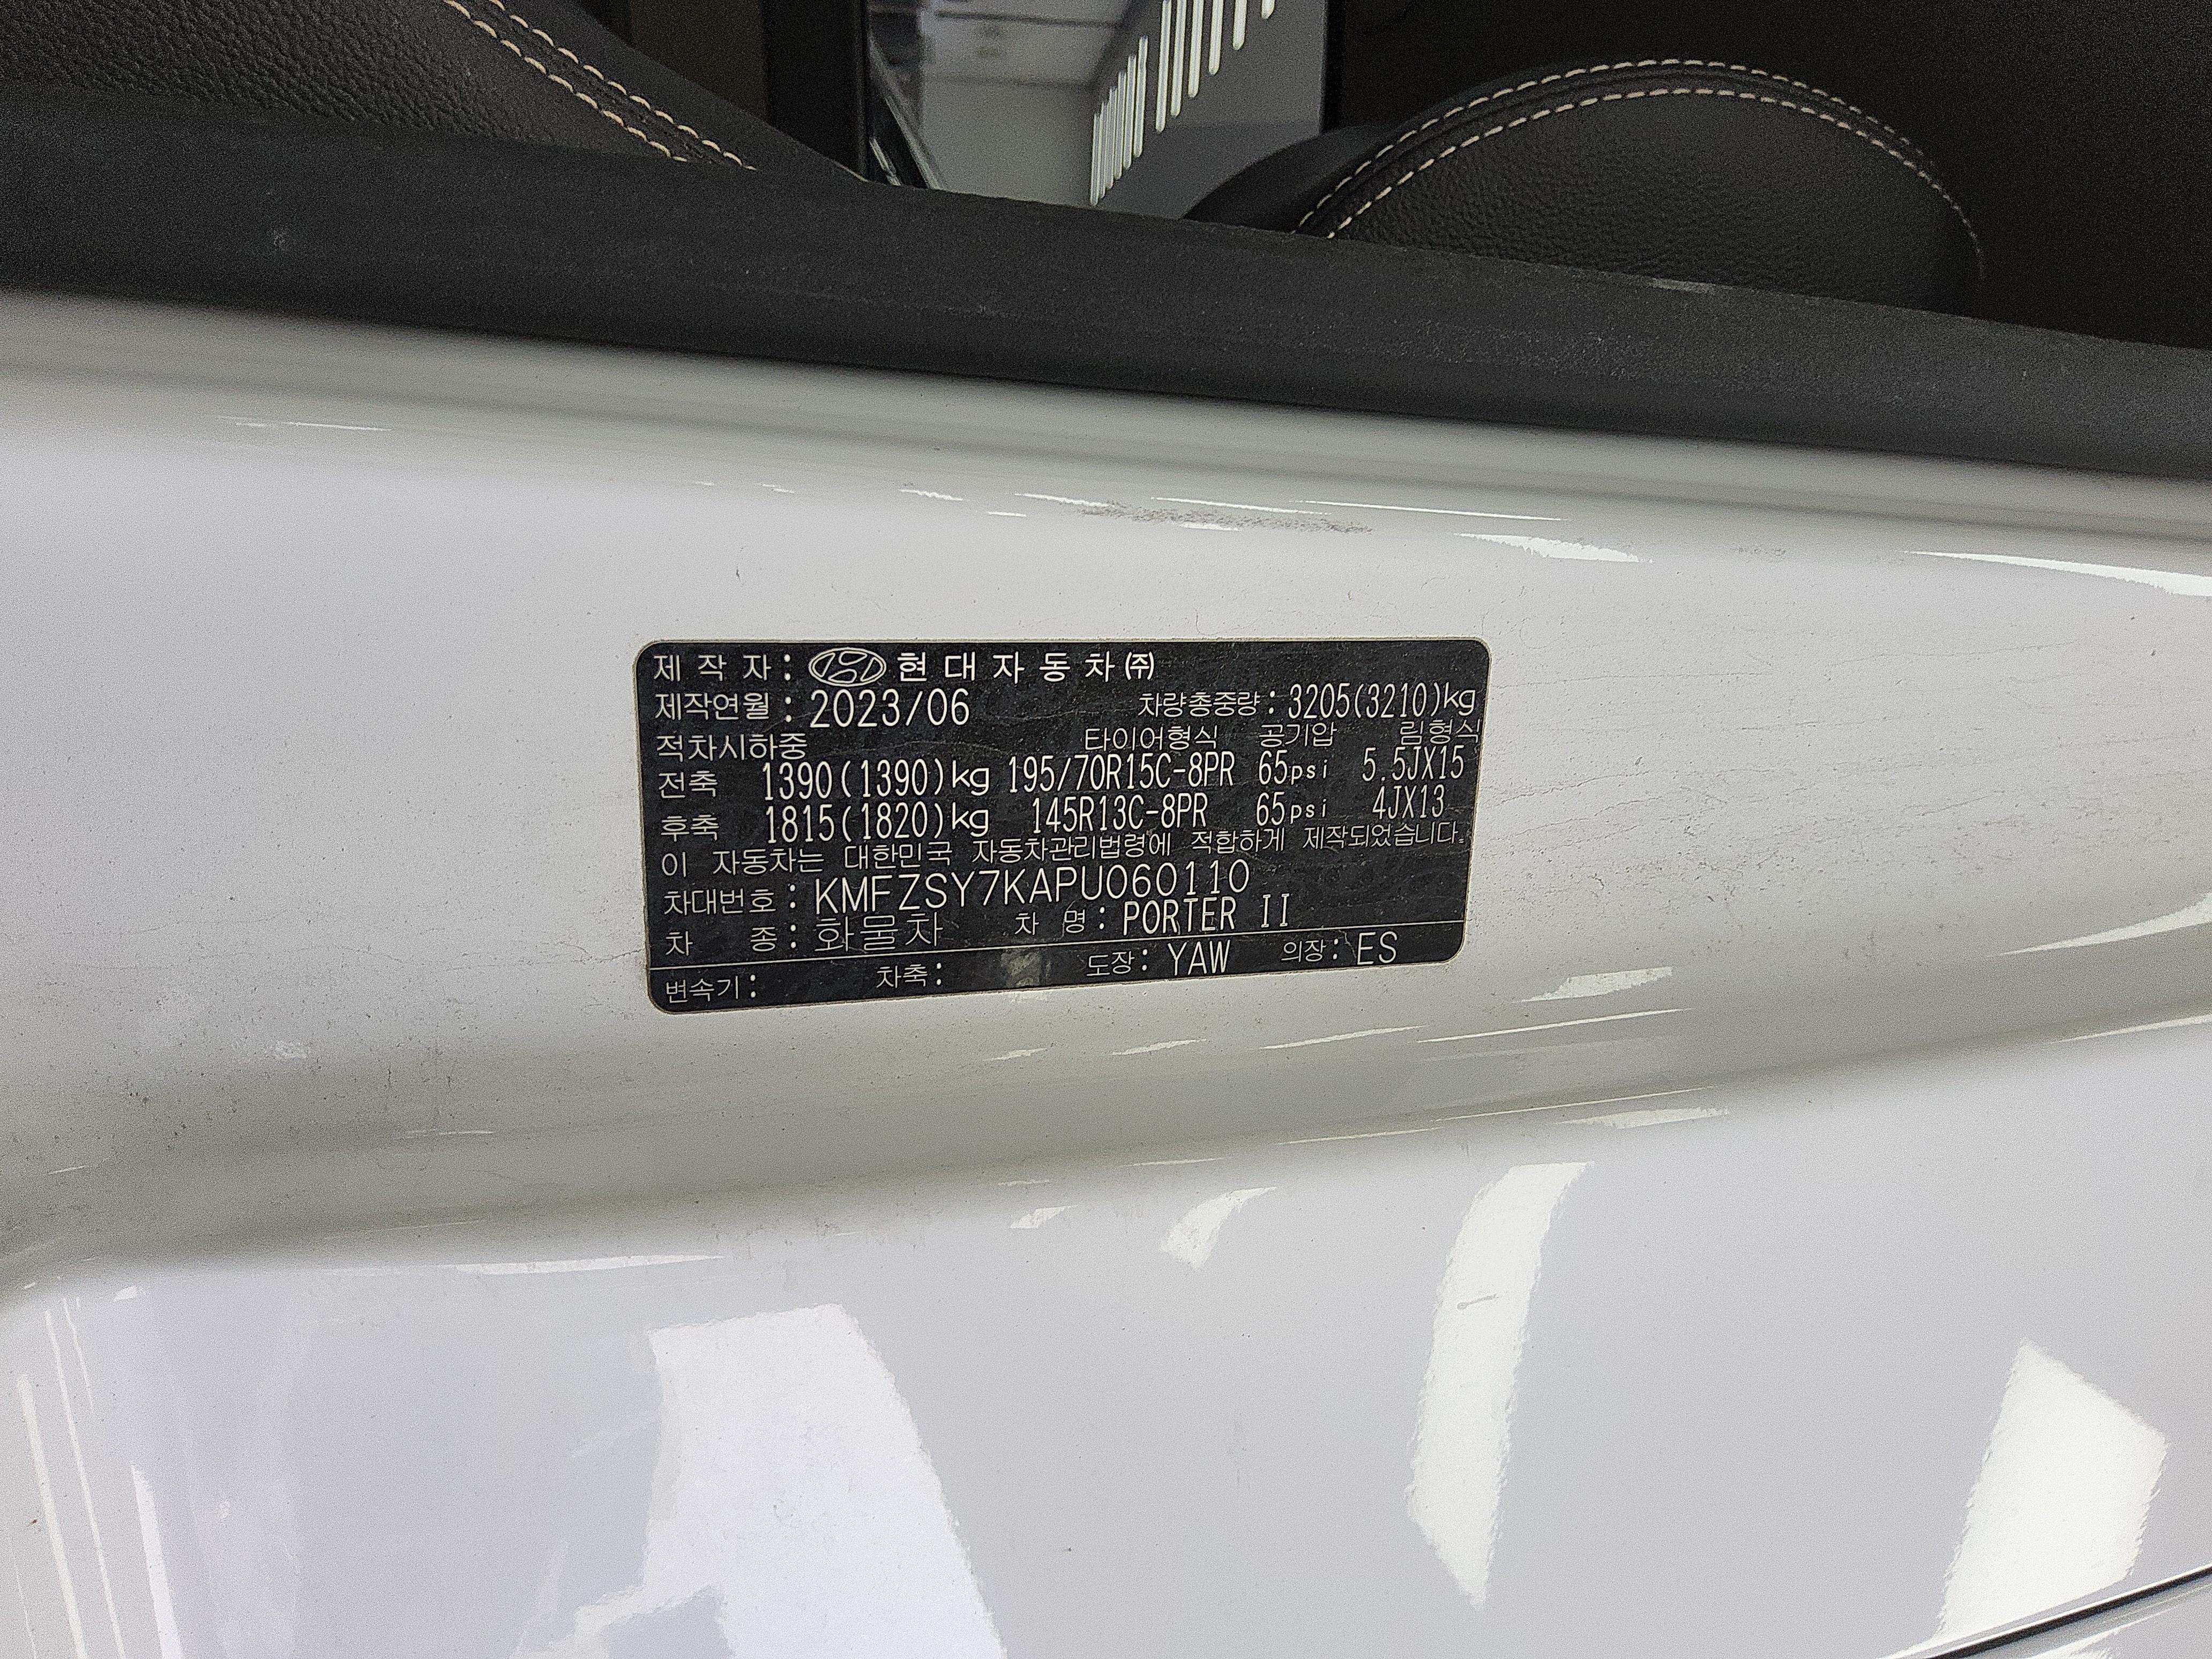 제 작 자 : 현 대 자 동 차 ㈜
제작연월 : 2023/06 차량총중량 : 3205(3210)kg
적차시하중 타이어형식 공기압 림형식
전축 1390(1390)kg 195/70R15C-8PR 65psi 5.5JX15
후축 1815(1820)kg 145R13C-8PR 65psi 4JX13
이 자동차는 대한민국 자동차관리법령에 적합하게 제작되었습니다.
차대번호 : KMFZSY7KAPU060110
차 종 : 화물차 차 명 : PORTER II
변속기 : 차축 : 도장 : YAW 의장 : ES